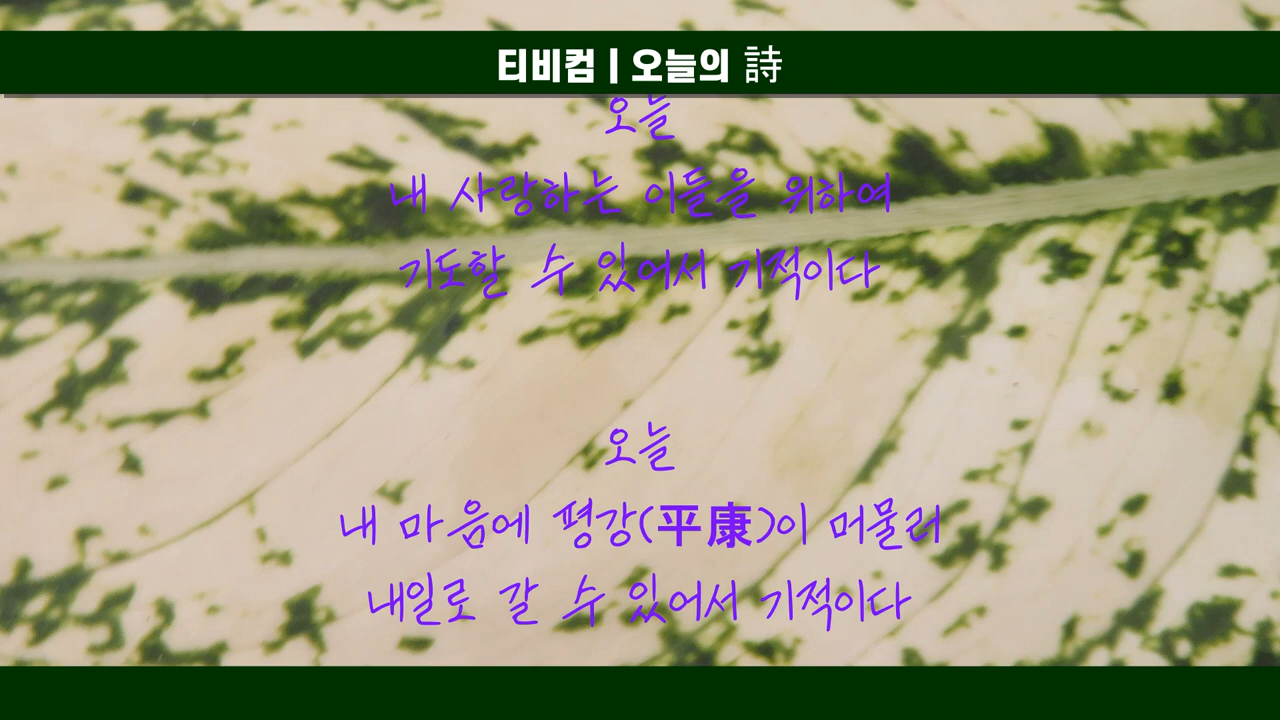 티비컴 | 오늘의 詩
오늘
내 사랑하는 이들을 위하여
기도할 수 있어서 기적이다
오늘
내 마음에 평강(平康)이 머물러
내일로 갈 수 있어서 기적이다